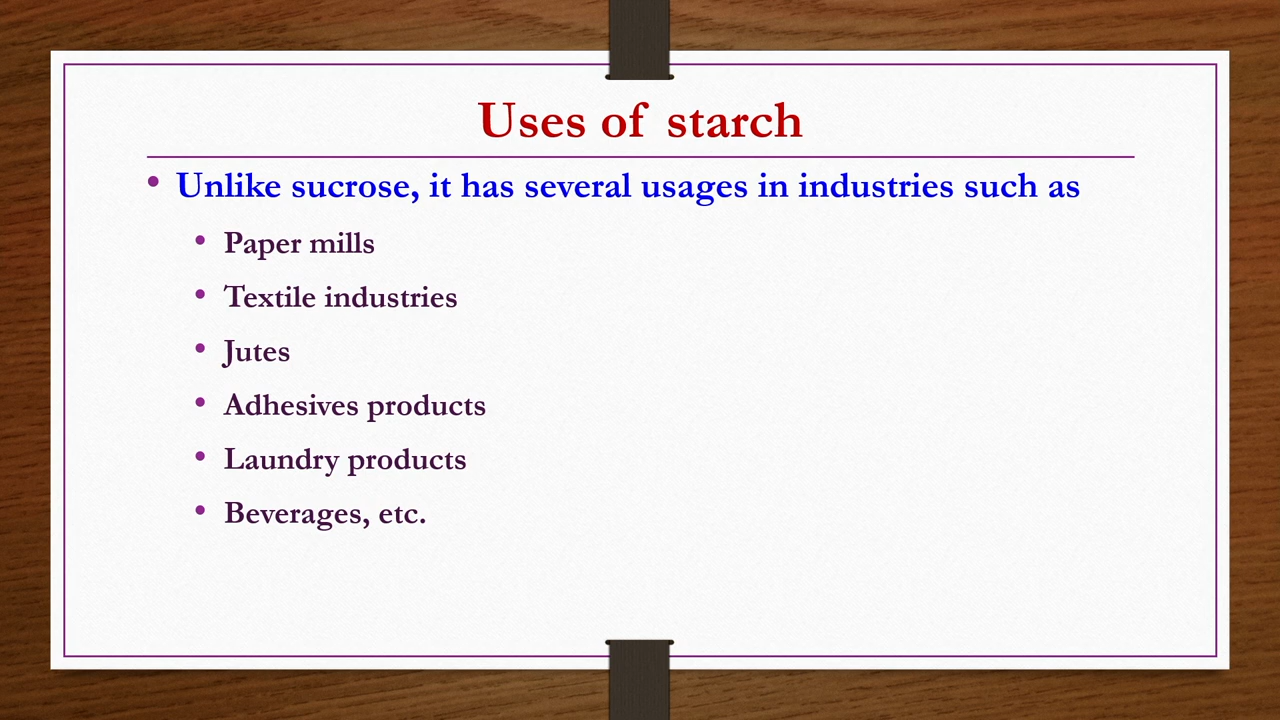 Uses of starch
• Unlike sucrose, it has several usages in industries such as
• Paper mills
• Textile industries
• Jutes
• Adhesives products
• Laundry products
• Beverages, etc.